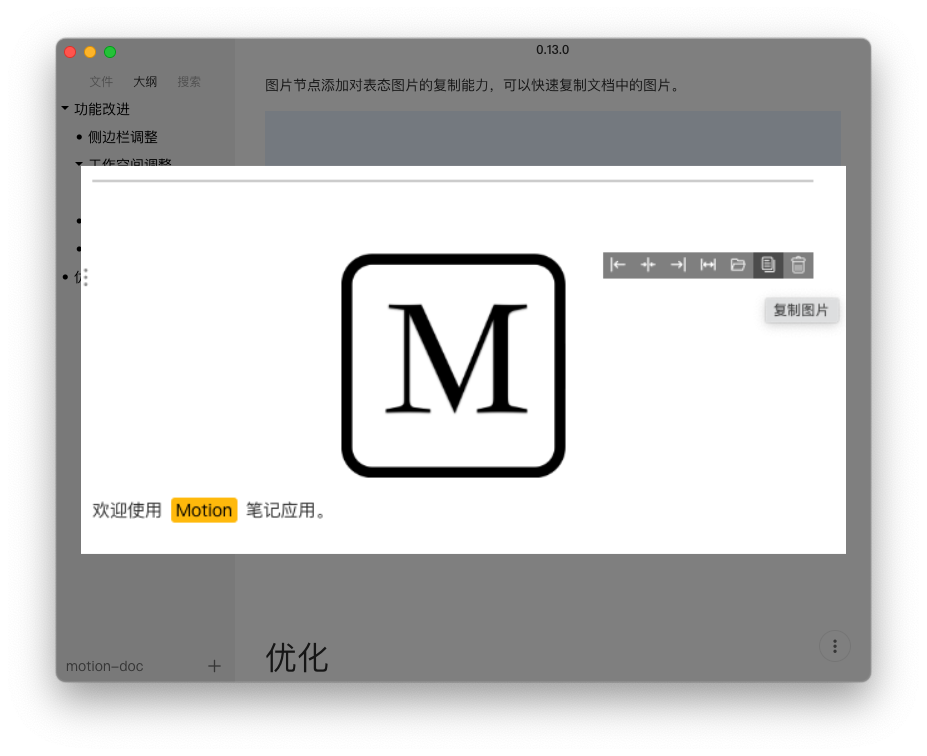 0.13.0
文件 大纲 搜索
图片节点添加对表态图片的复制能力，可以快速复制文档中的图片。
功能改进
侧边栏调整
工作空间调整
M
复制图片
欢迎使用 Motion 笔记应用。
优化
motion-doc